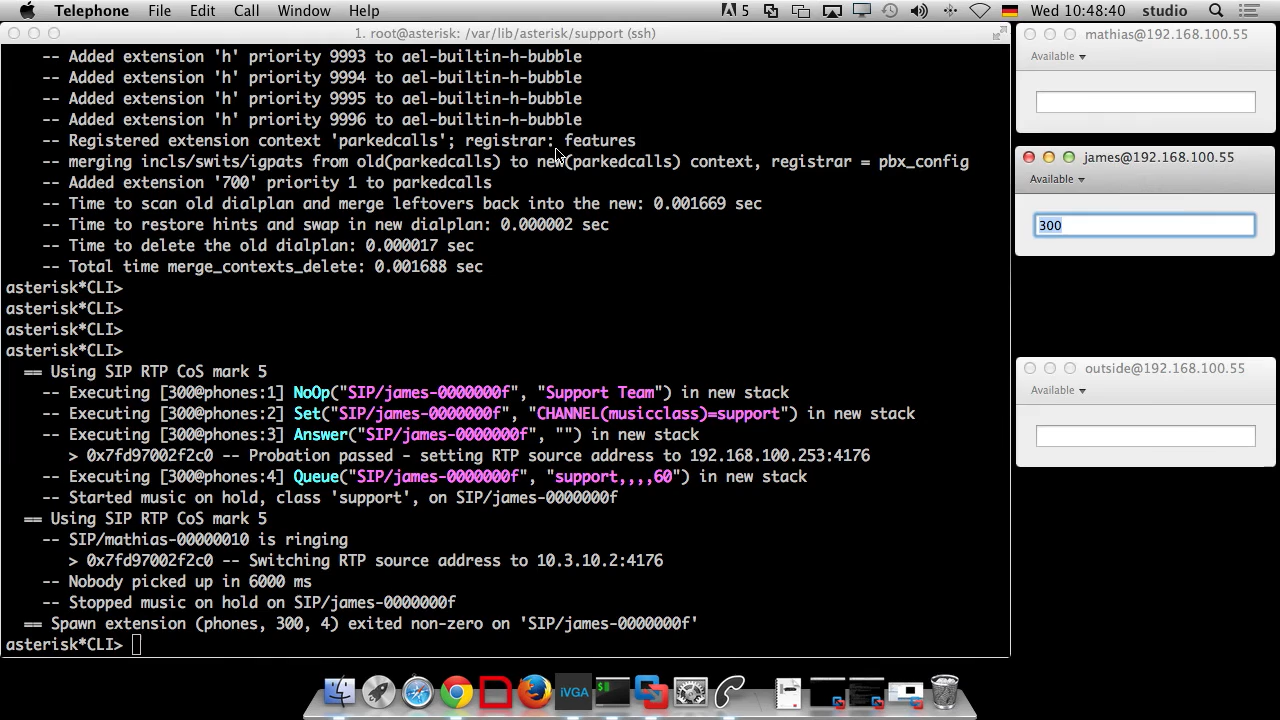 Telephone File Edit Call Window Help 5 Wed 10:48:40 studio
1. root@asterisk: /var/lib/asterisk/support (ssh)
-- Added extension 'h' priority 9993 to ael-builtin-h-bubble
-- Added extension 'h' priority 9994 to ael-builtin-h-bubble
-- Added extension 'h' priority 9995 to ael-builtin-h-bubble
-- Added extension 'h' priority 9996 to ael-builtin-h-bubble
-- Registered extension context 'parkedcalls'; registrar: features
-- merging incls/swits/igpats from old(parkedcalls) to new(parkedcalls) context, registrar = pbx_config
-- Added extension '700' priority 1 to parkedcalls
-- Time to scan old dialplan and merge leftovers back into the new: 0.001669 sec
-- Time to restore hints and swap in new dialplan: 0.000002 sec
-- Time to delete the old dialplan: 0.000017 sec
-- Total time merge_contexts_delete: 0.001688 sec
asterisk*CLI>
asterisk*CLI>
asterisk*CLI>
asterisk*CLI>
== Using SIP RTP CoS mark 5
-- Executing [300@phones:1] NoOp("SIP/james-0000000f", "Support Team") in new stack
-- Executing [300@phones:2] Set("SIP/james-0000000f", "CHANNEL(musicclass)=support") in new stack
-- Executing [300@phones:3] Answer("SIP/james-0000000f", "") in new stack
> 0x7fd97002f2c0 -- Probation passed - setting RTP source address to 192.168.100.253:4176
-- Executing [300@phones:4] Queue("SIP/james-0000000f", "support,,,,60") in new stack
-- Started music on hold, class 'support', on SIP/james-0000000f
== Using SIP RTP CoS mark 5
-- SIP/mathias-00000010 is ringing
> 0x7fd97002f2c0 -- Switching RTP source address to 10.3.10.2:4176
-- Nobody picked up in 6000 ms
-- Stopped music on hold on SIP/james-0000000f
== Spawn extension (phones, 300, 4) exited non-zero on 'SIP/james-0000000f'
asterisk*CLI>
mathias@192.168.100.55
Available
james@192.168.100.55
Available
300
outside@192.168.100.55
Available
iVGA